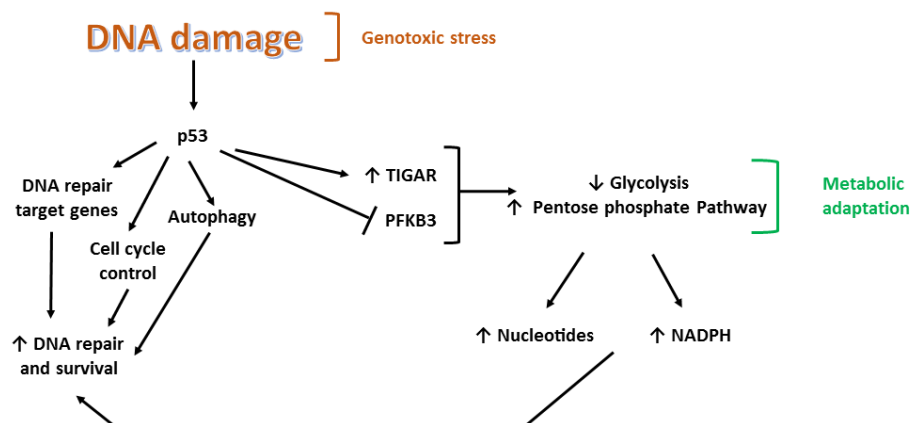 DNA damage
Genotoxic stress
p53
DNA repair
target genes
Cell cycle
control
Autophagy
↑ TIGAR
PFKB3
↓ Glycolysis
↑ Pentose phosphate Pathway
Metabolic
adaptation
↑ DNA repair
and survival
↑ Nucleotides
↑ NADPH